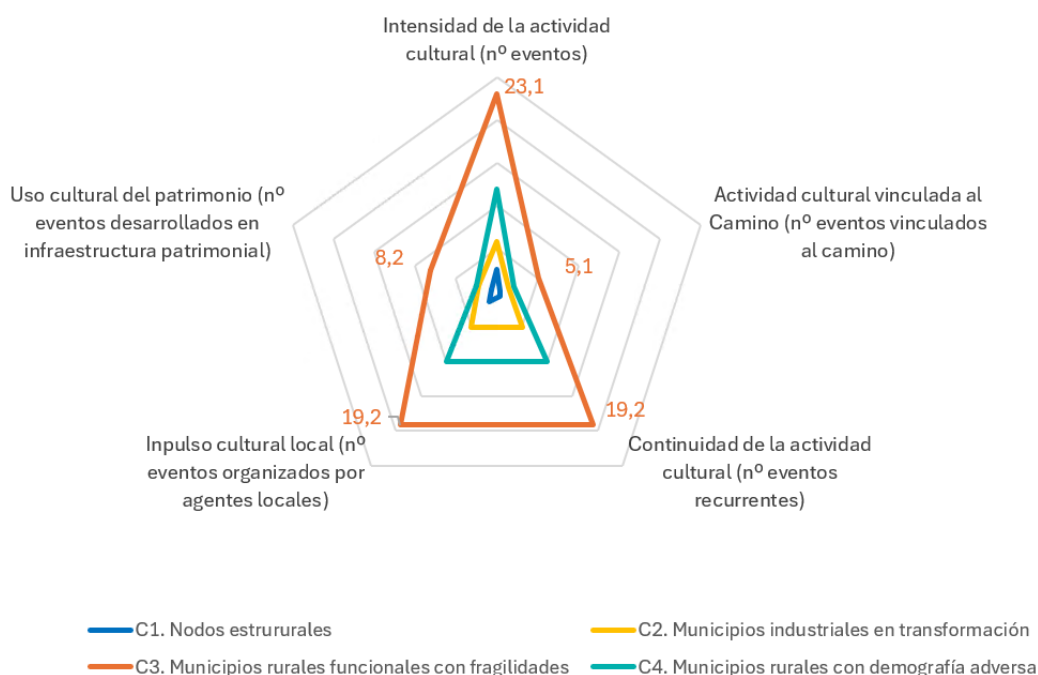 Intensidad de la actividad
cultural (nº eventos)
23,1
Uso cultural del patrimonio (nº
eventos desarrollados en
infraestructura patrimonial)
8,2
Actividad cultural vinculada al
Camino (nº eventos vinculados
al camino)
5,1
19,2
Inpulso cultural local (nº
eventos organizados por
agentes locales)
19,2
Continuidad de la actividad
cultural (nº eventos
recurrentes)
C1. Nodos estrururales
C2. Municipios industriales en transformación
C3. Municipios rurales funcionales con fragilidades
C4. Municipios rurales con demografía adversa